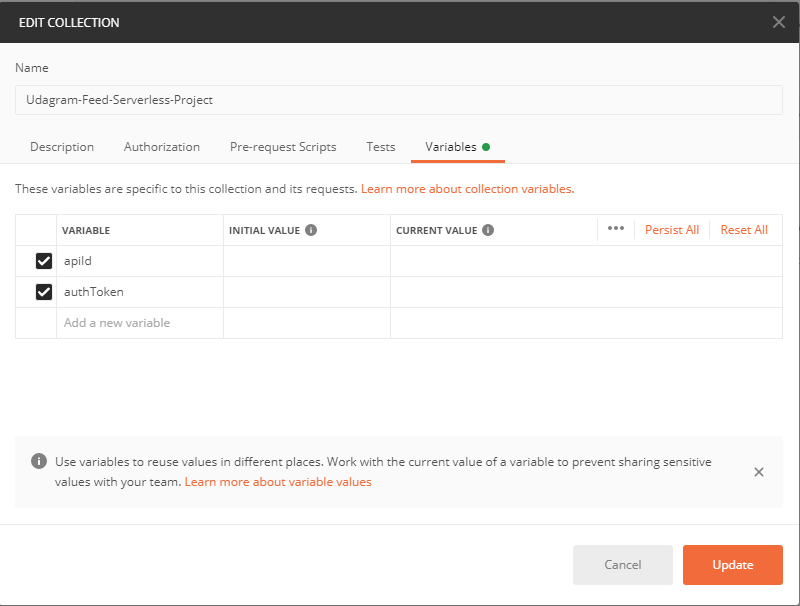 EDIT COLLECTION
Name
Udagram-Feed-Serverless-Project
Description Authorization Pre-request Scripts Tests Variables
These variables are specific to this collection and its requests. Learn more about collection variables.
VARIABLE INITIAL VALUE CURRENT VALUE Persist All Reset All
apiId
authToken
Add a new variable
Use variables to reuse values in different places. Work with the current value of a variable to prevent sharing sensitive
values with your team. Learn more about variable values
Cancel Update